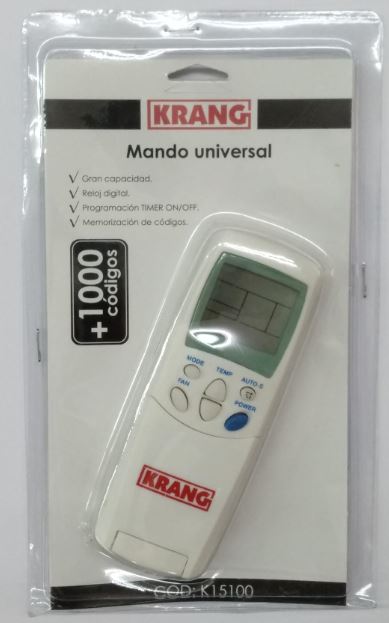 KRANG
Mando universal
✓ Gran capacidad.
✓ Reloj digital.
✓ Programación TIMER ON/OFF.
✓ Memorización de códigos.
+1000
códigos
MODE TEMP AUTO-S
FAN POWER
KRANG
COD: K15100